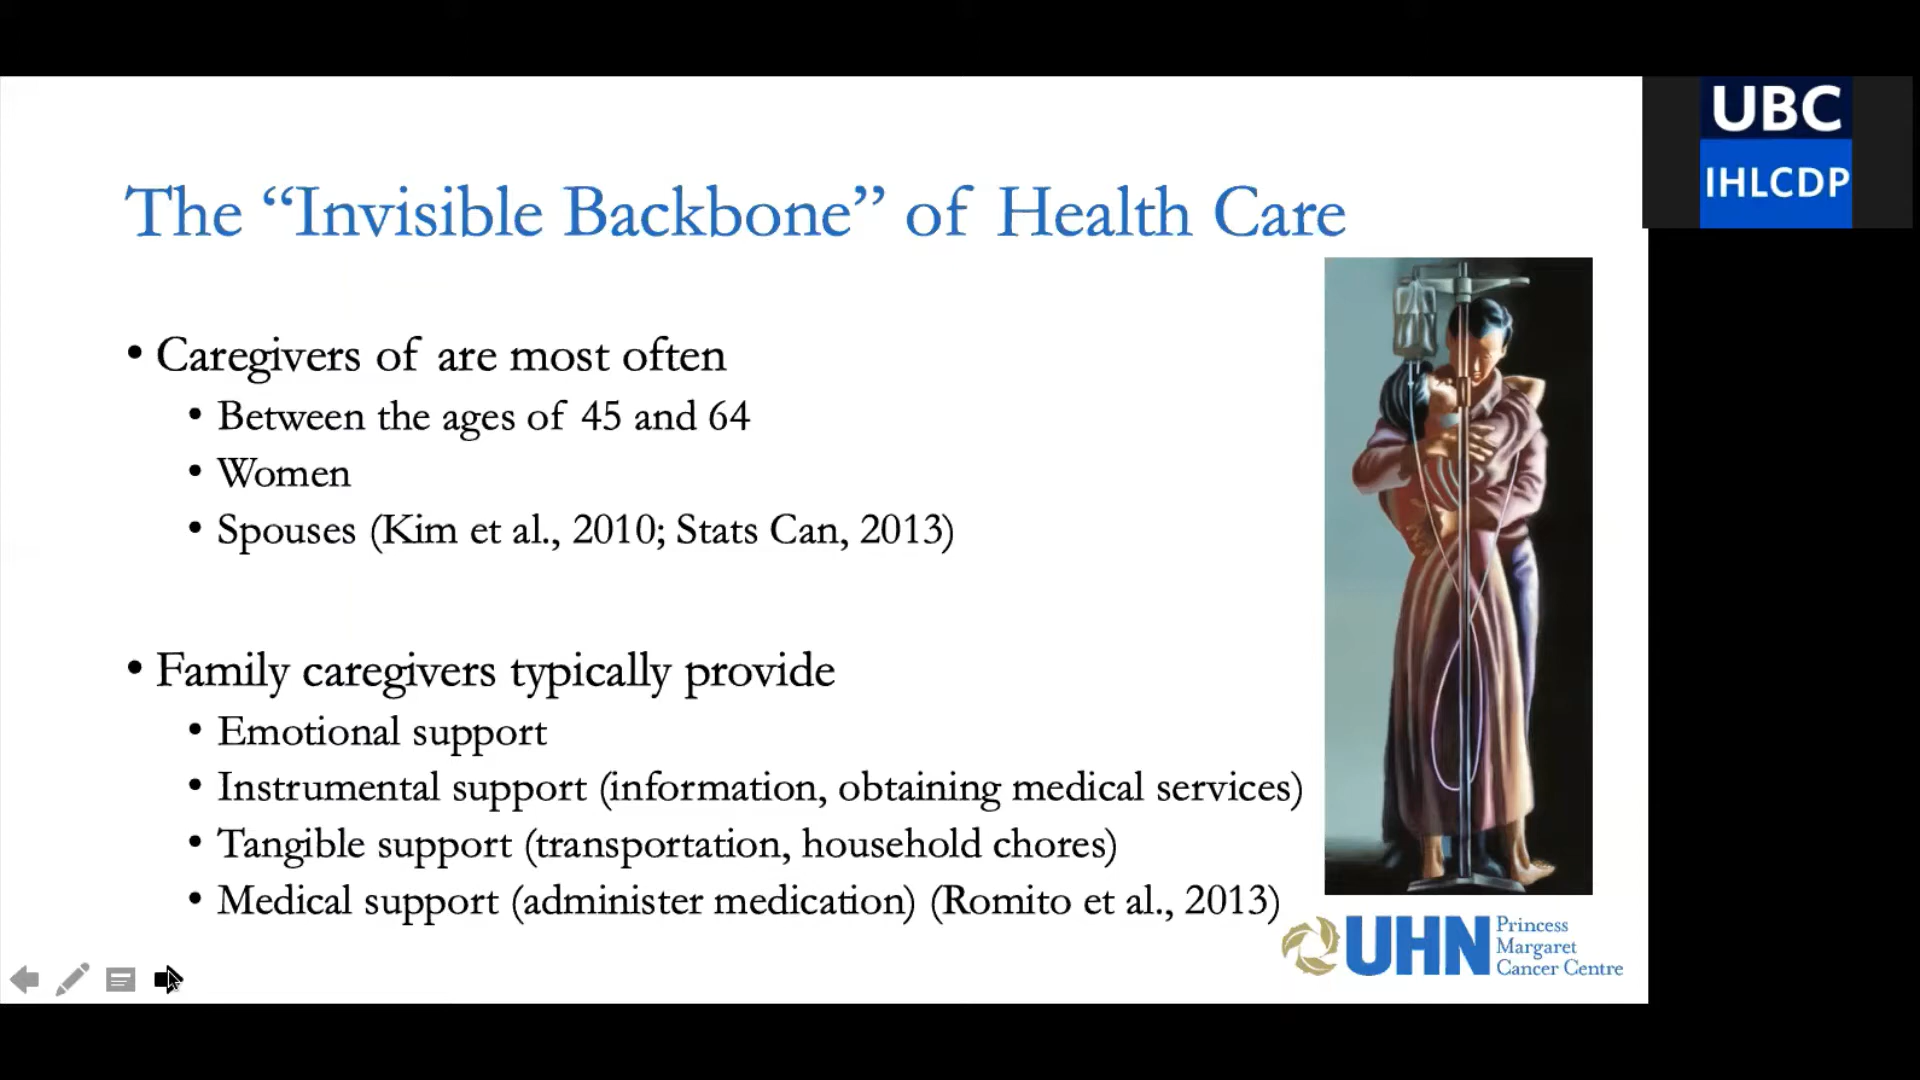 UBC
IHLCDP
The “Invisible Backbone” of Health Care
• Caregivers of are most often
• Between the ages of 45 and 64
• Women
• Spouses (Kim et al., 2010; Stats Can, 2013)
• Family caregivers typically provide
• Emotional support
• Instrumental support (information, obtaining medical services)
• Tangible support (transportation, household chores)
• Medical support (administer medication) (Romito et al., 2013)
UHN
Princess
Margaret
Cancer Centre